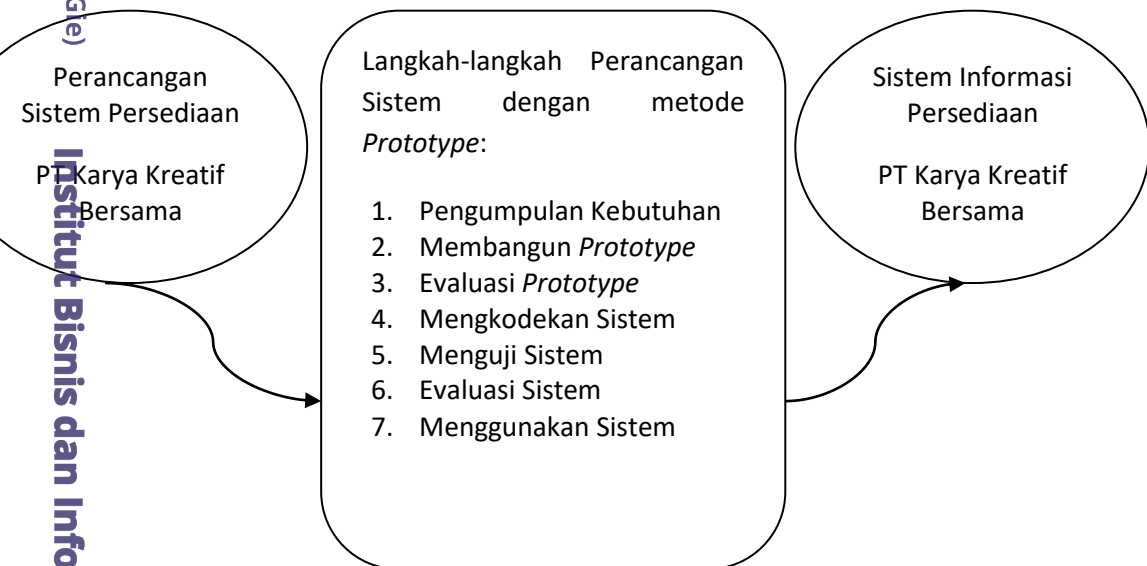 Gie)
Institut Bisnis dan Info
Perancangan
Sistem Persediaan
PT Karya Kreatif
Bersama
Langkah-langkah Perancangan
Sistem dengan metode
Prototype:
1. Pengumpulan Kebutuhan
2. Membangun Prototype
3. Evaluasi Prototype
4. Mengkodekan Sistem
5. Menguji Sistem
6. Evaluasi Sistem
7. Menggunakan Sistem
Sistem Informasi
Persediaan
PT Karya Kreatif
Bersama